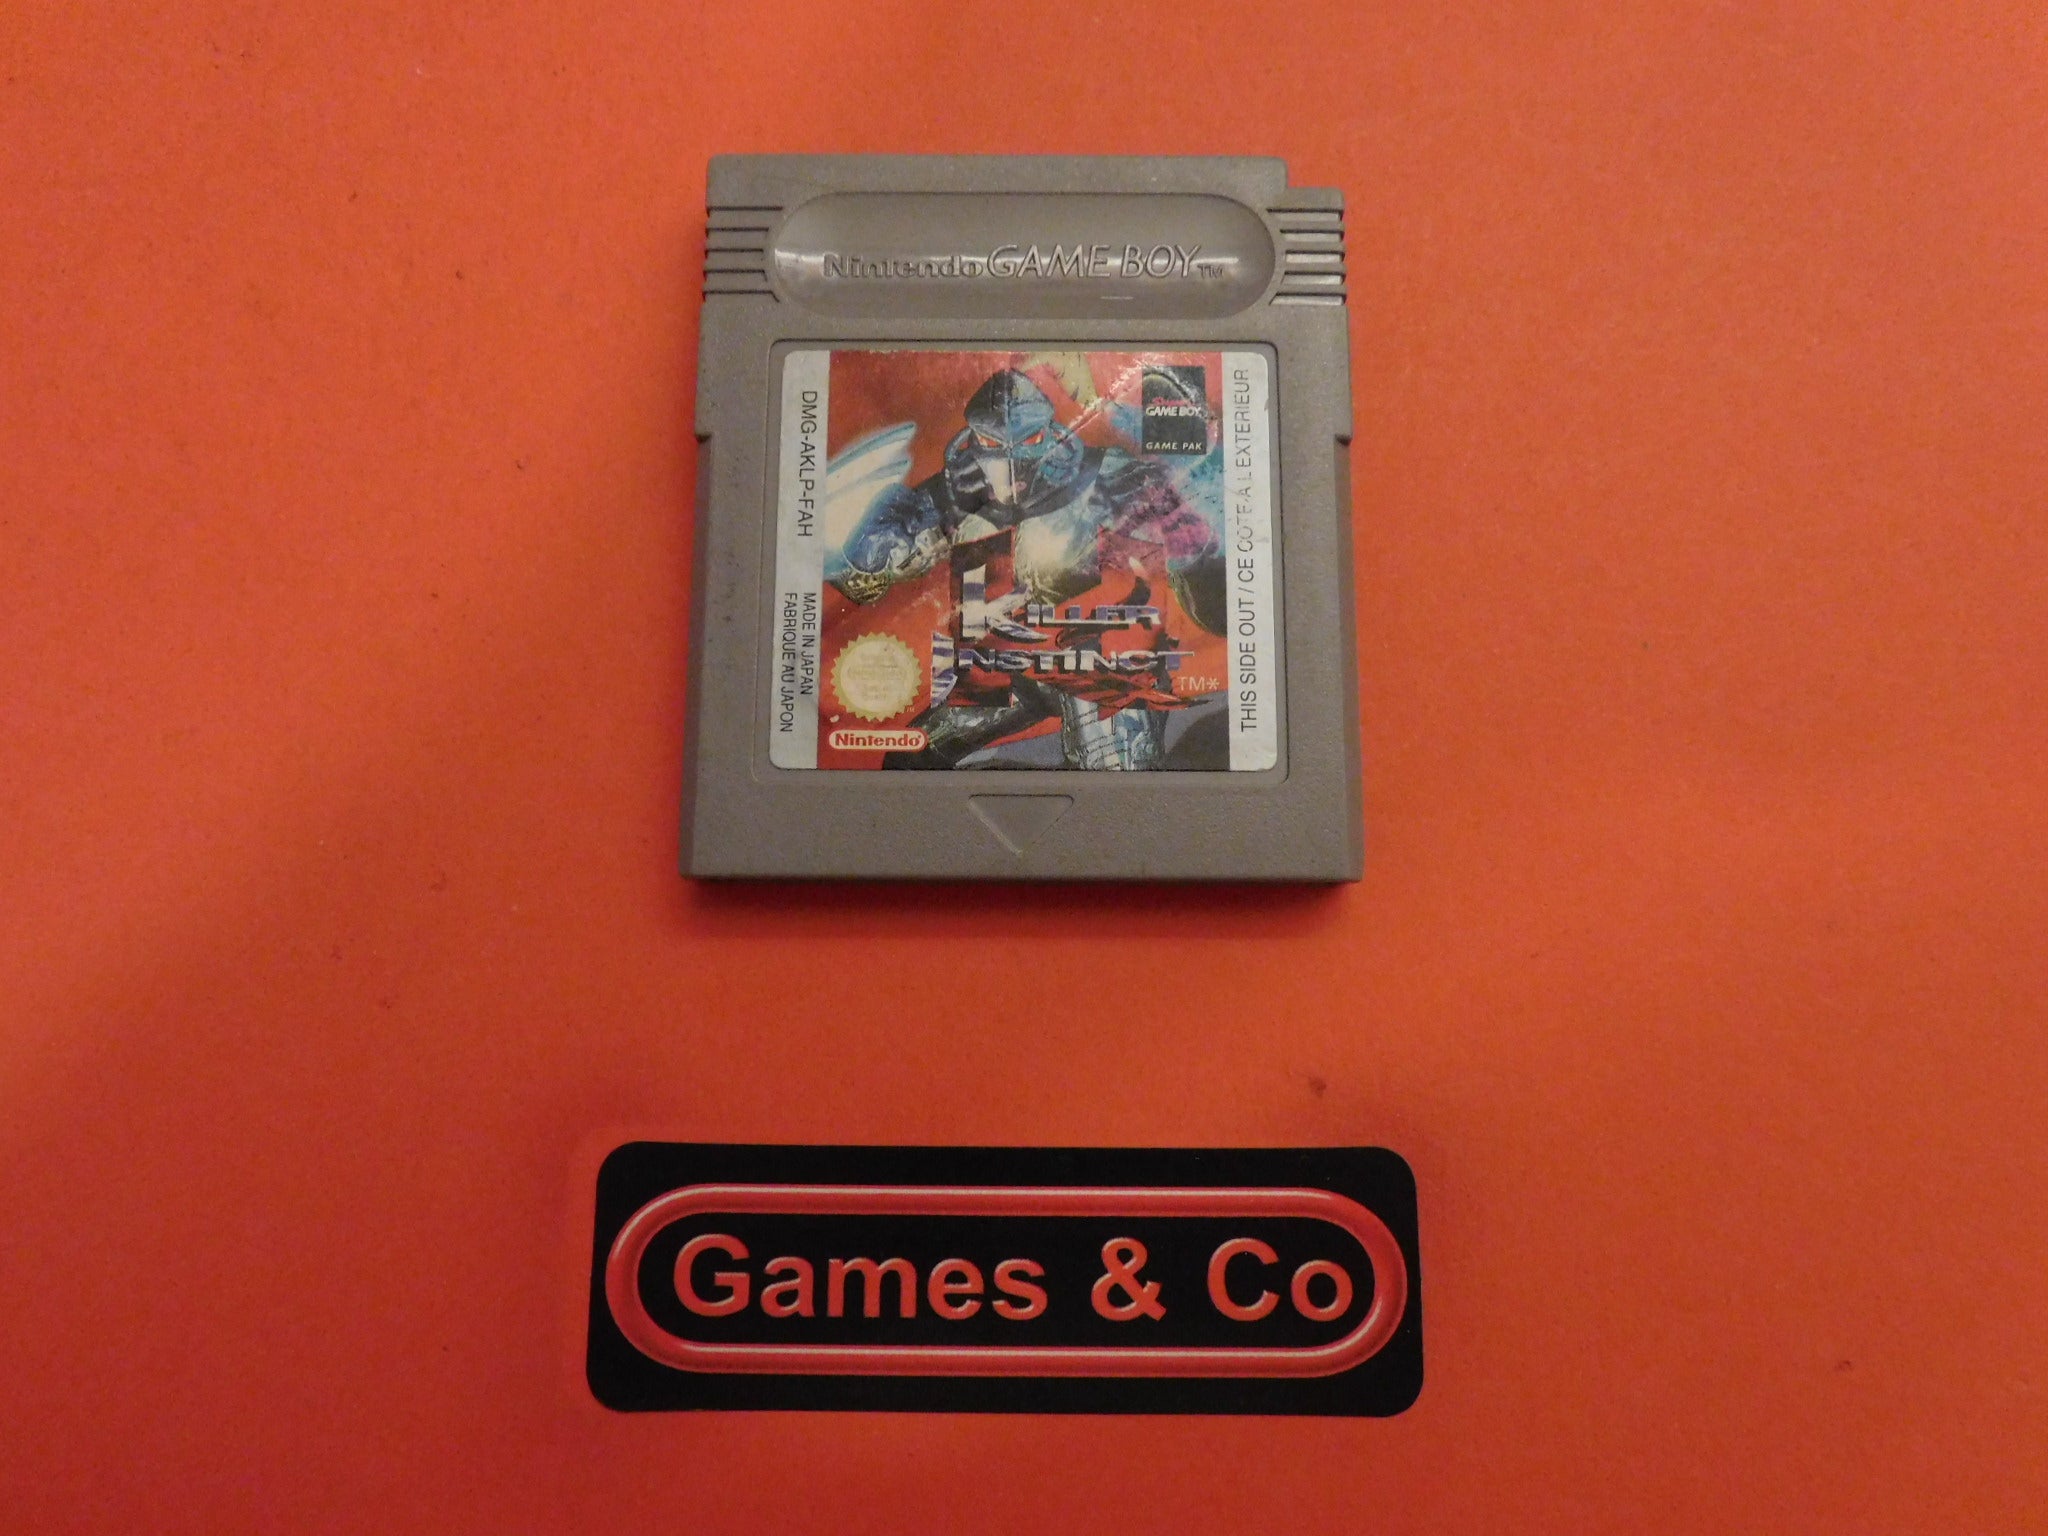 Nintendo GAME BOY™
DMG-AKLP-FAH
MADE IN JAPAN
FABRIQUE AU JAPON
GAME BOY
GAME PAK
KILLER
INSTINCT
TM*
Nintendo
THIS SIDE OUT / CE COTE A L EXTERIEUR
Games & Co